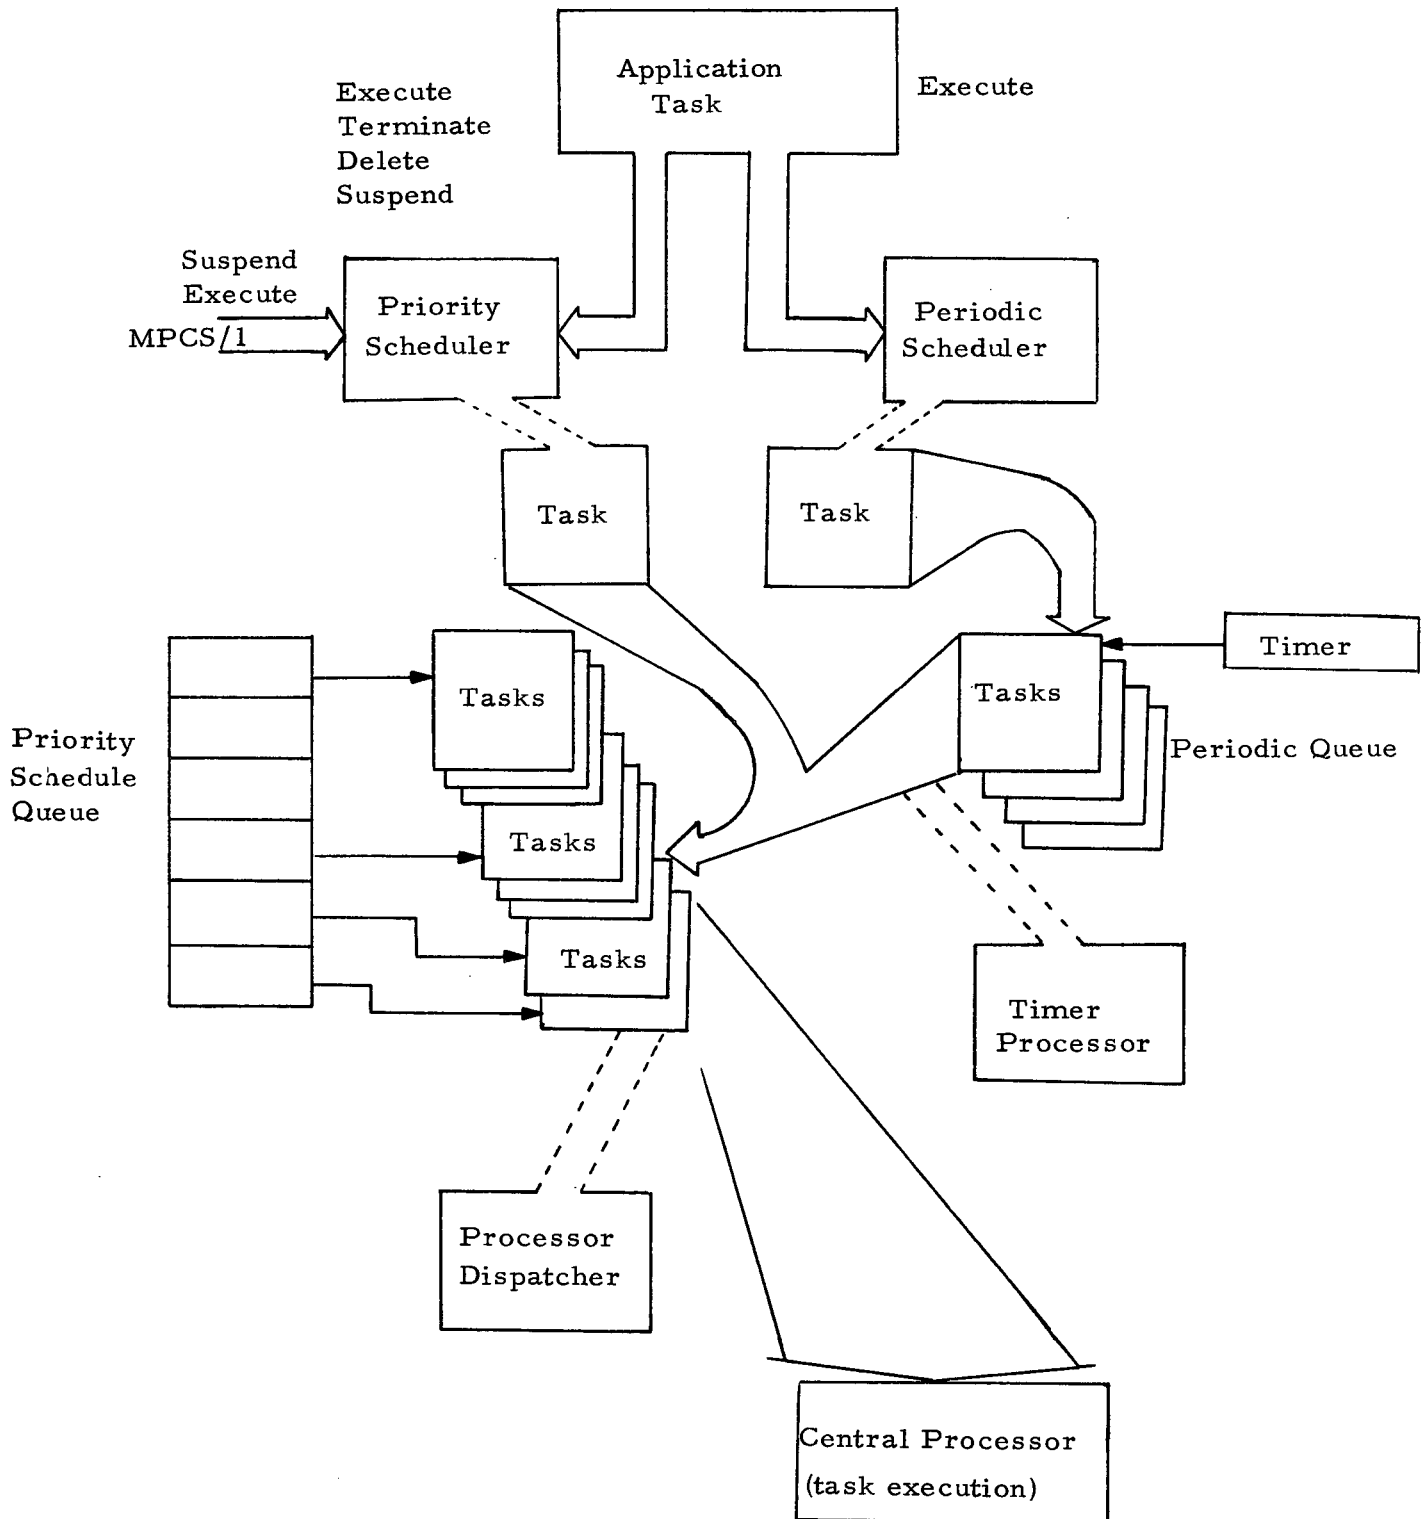 Application
Task
Execute
Execute
Terminate
Delete
Suspend
Suspend
Execute
MPCS/1
Priority
Scheduler
Periodic
Scheduler
Task
Task
Timer
Tasks
Tasks
Periodic Queue
Priority
Schedule
Queue
Tasks
Tasks
Timer
Processor
Processor
Dispatcher
Central Processor
(task execution)